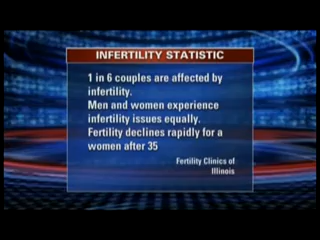 INFERTILITY STATISTIC
1 in 6 couples are affected by
infertility.
Men and women experience
infertility issues equally.
Fertility declines rapidly for a
women after 35
Fertility Clinics of
Illinois